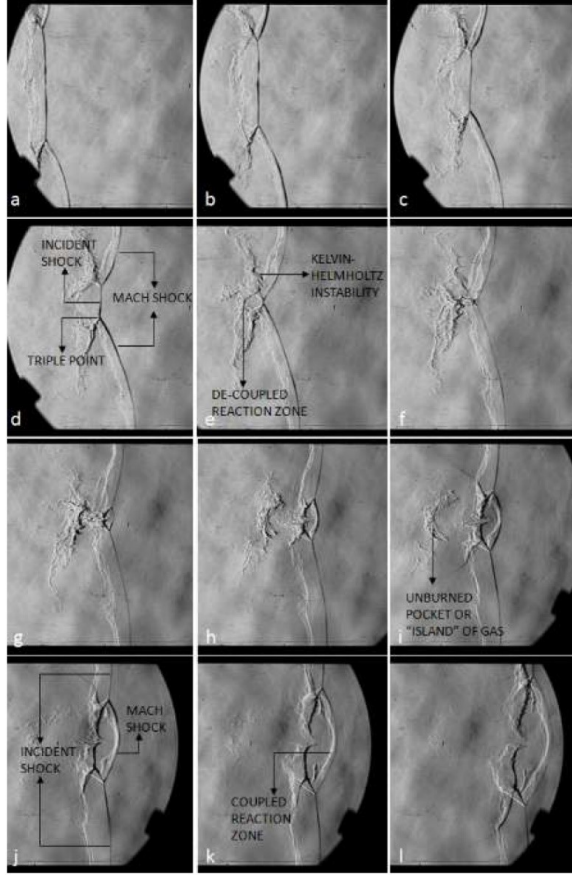 a
b
c
INCIDENT
SHOCK
MACH SHOCK
TRIPLE POINT
d
KELVIN-
HELMHOLTZ
INSTABILITY
DE-COUPLED
REACTION ZONE
e
f
g
h
UNBURNED
POCKET OR
"ISLAND" OF GAS
i
MACH
SHOCK
INCIDENT
SHOCK
j
COUPLED
REACTION
ZONE
k
l